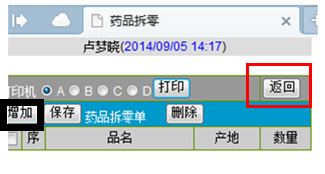 药品拆零
卢梦晓(2014/09/05 14:17)
印机 A B C D 打印 返回
增加 保存 药品拆零单 删除
序 品名 产地 数量